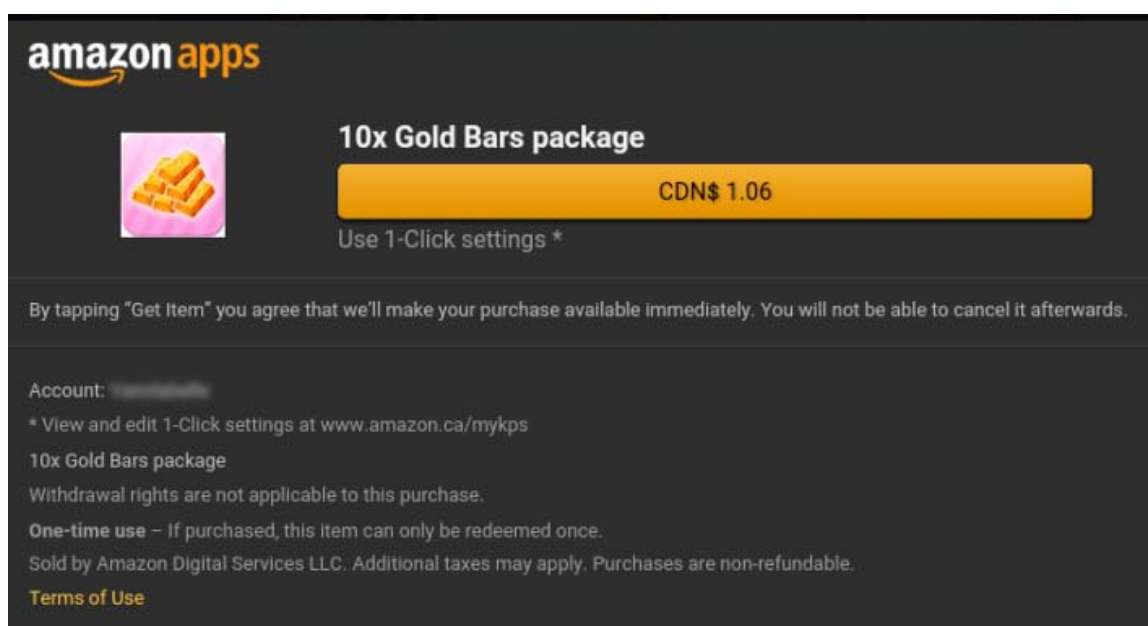 amazon apps
10x Gold Bars package
CDN$ 1.06
Use 1-Click settings *
By tapping “Get Item” you agree that we'll make your purchase available immediately. You will not be able to cancel it afterwards.
Account:
* View and edit 1-Click settings at www.amazon.ca/mykps
10x Gold Bars package
Withdrawal rights are not applicable to this purchase.
One-time use – If purchased, this item can only be redeemed once.
Sold by Amazon Digital Services LLC. Additional taxes may apply. Purchases are non-refundable.
Terms of Use